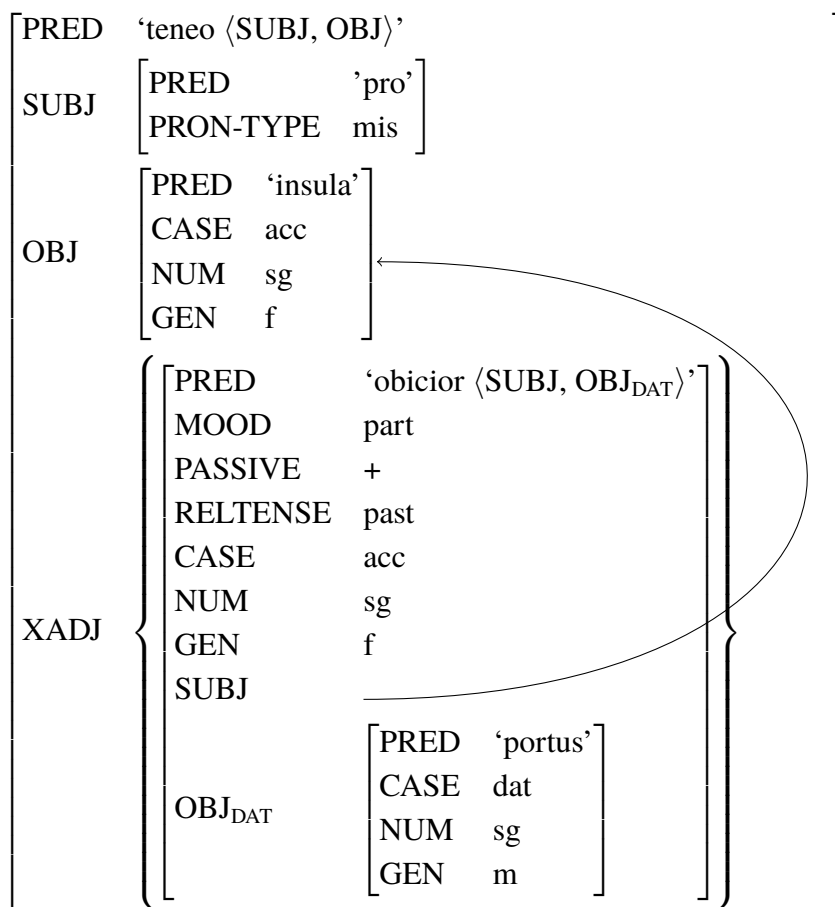 PRED ‘teneo ⟨SUBJ, OBJ⟩’
SUBJ
PRED ’pro’
PRON-TYPE mis
OBJ
PRED ‘insula’
CASE acc
NUM sg
GEN f
XADJ
PRED ‘obicior ⟨SUBJ, OBJ_DAT⟩’
MOOD part
PASSIVE +
RELTENSE past
CASE acc
NUM sg
GEN f
SUBJ
OBJ_DAT
PRED ‘portus’
CASE dat
NUM sg
GEN m